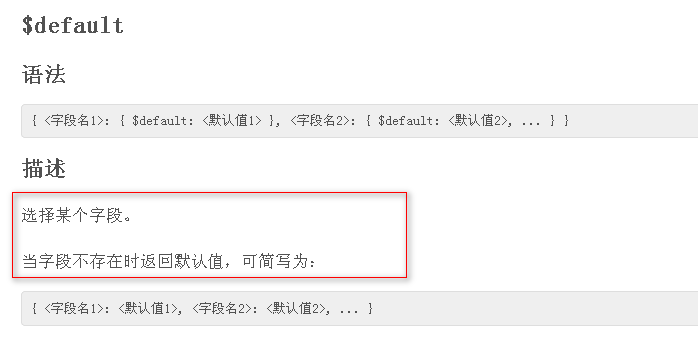 $default
语法
{ <字段名1>: { $default: <默认值1> }, <字段名2>: { $default: <默认值2>, ... } }
描述
选择某个字段。
当字段不存在时返回默认值，可简写为：
{ <字段名1>: <默认值1>, <字段名2>: <默认值2>, ... }